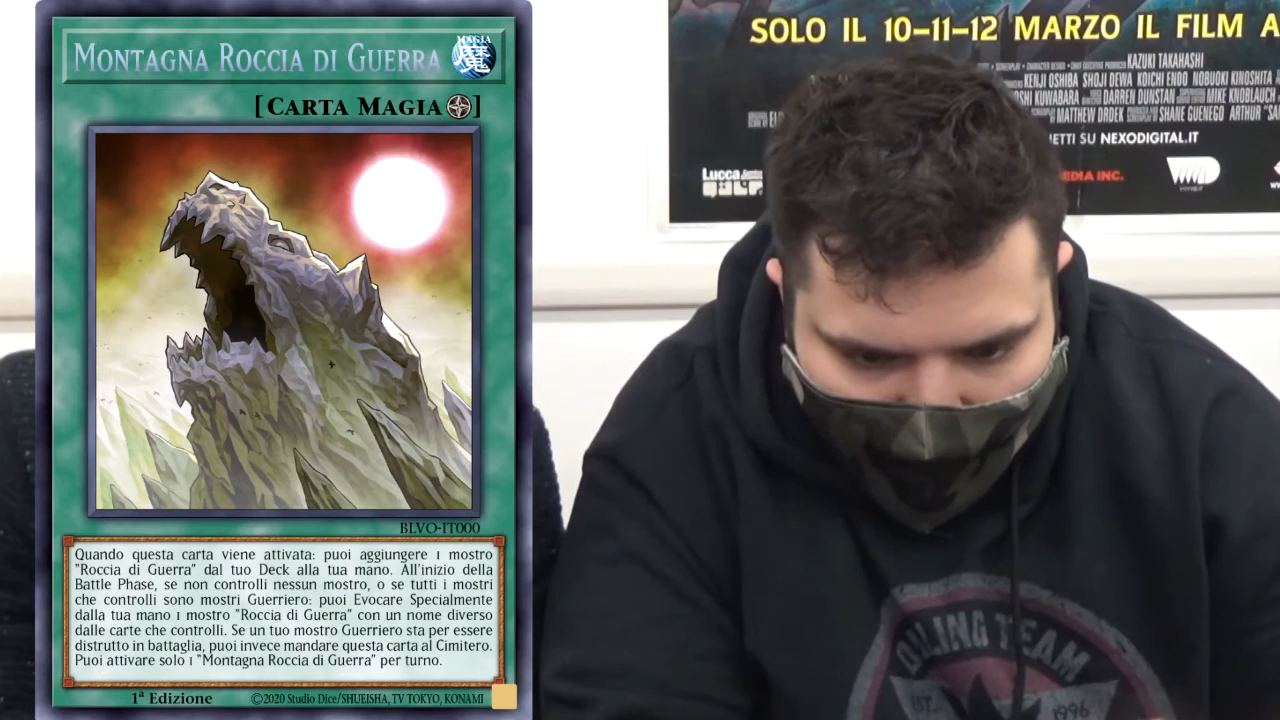 MONTAGNA ROCCIA DI GUERRA
MAGIA
魔
[CARTA MAGIA]
BLVO-IT000
Quando questa carta viene attivata: puoi aggiungere 1 mostro
"Roccia di Guerra" dal tuo Deck alla tua mano. All'inizio della
Battle Phase, se non controlli nessun mostro, o se tutti i mostri
che controlli sono mostri Guerriero: puoi Evocare Specialmente
dalla tua mano 1 mostro "Roccia di Guerra" con un nome diverso
dalle carte che controlli. Se un tuo mostro Guerriero sta per essere
distrutto in battaglia, puoi invece mandare questa carta al Cimitero.
Puoi attivare solo 1 "Montagna Roccia di Guerra" per turno.
1ª Edizione
©2020 Studio Dice/SHUEISHA, TV TOKYO, KONAMI
SOLO IL 10-11-12 MARZO IL FILM A
KAZUKI TAKAHASHI
KENJI OSHIBA SHOJI DEWA KOICHI ENDO NOBUOKI KINOSHITA
KUWABARA DARREN DUNSTAN MIKE KNOBLAUCH
MATTHEW DRDEK SHANE GUENEGO ARTHUR
SU NEXODIGITAL.IT
Lucca
MEDIA INC.
TEAM
EST.
1996